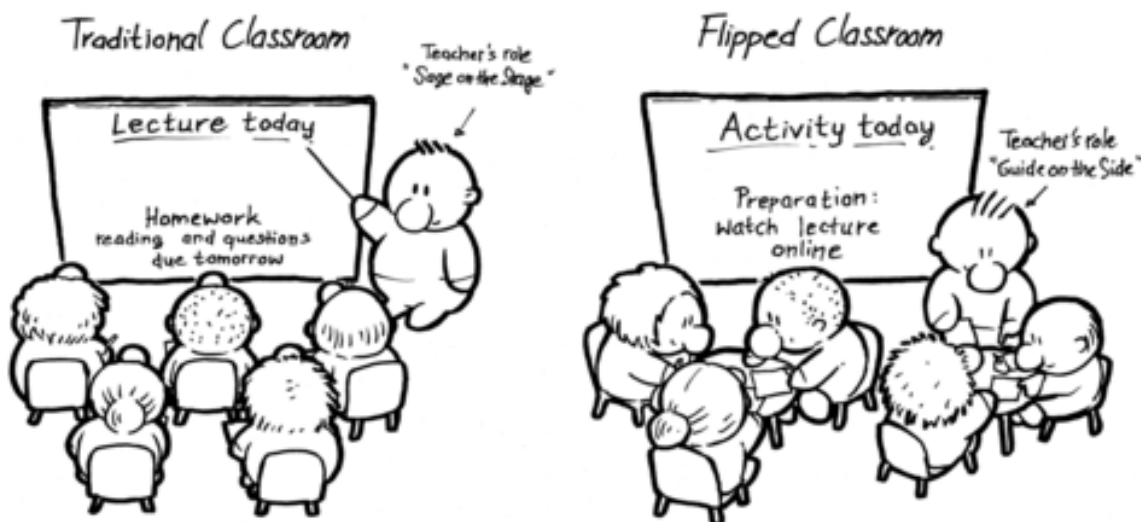 Traditional Classroom
Teacher's role
"Sage on the Stage"
Lecture today
Homework
reading and questions
due tomorrow
Flipped Classroom
Teacher's role
"Guide on the Side"
Activity today
Preparation:
watch lecture
online